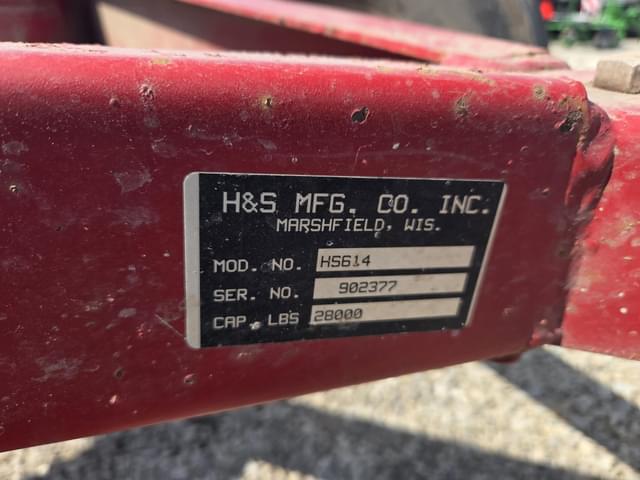 H&S MFG. CO. INC.
MARSHFIELD, WIS.
MOD. NO. HS614
SER. NO. 902377
CAP. LBS 28000